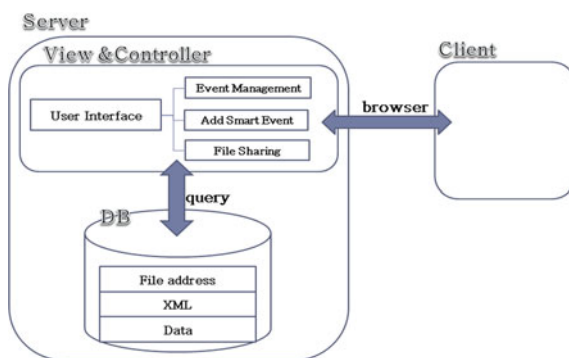 Server
View &Controller
Client
Event Management
User Interface
Add Smart Event
File Sharing
browser
query
DB
File address
XML
Data